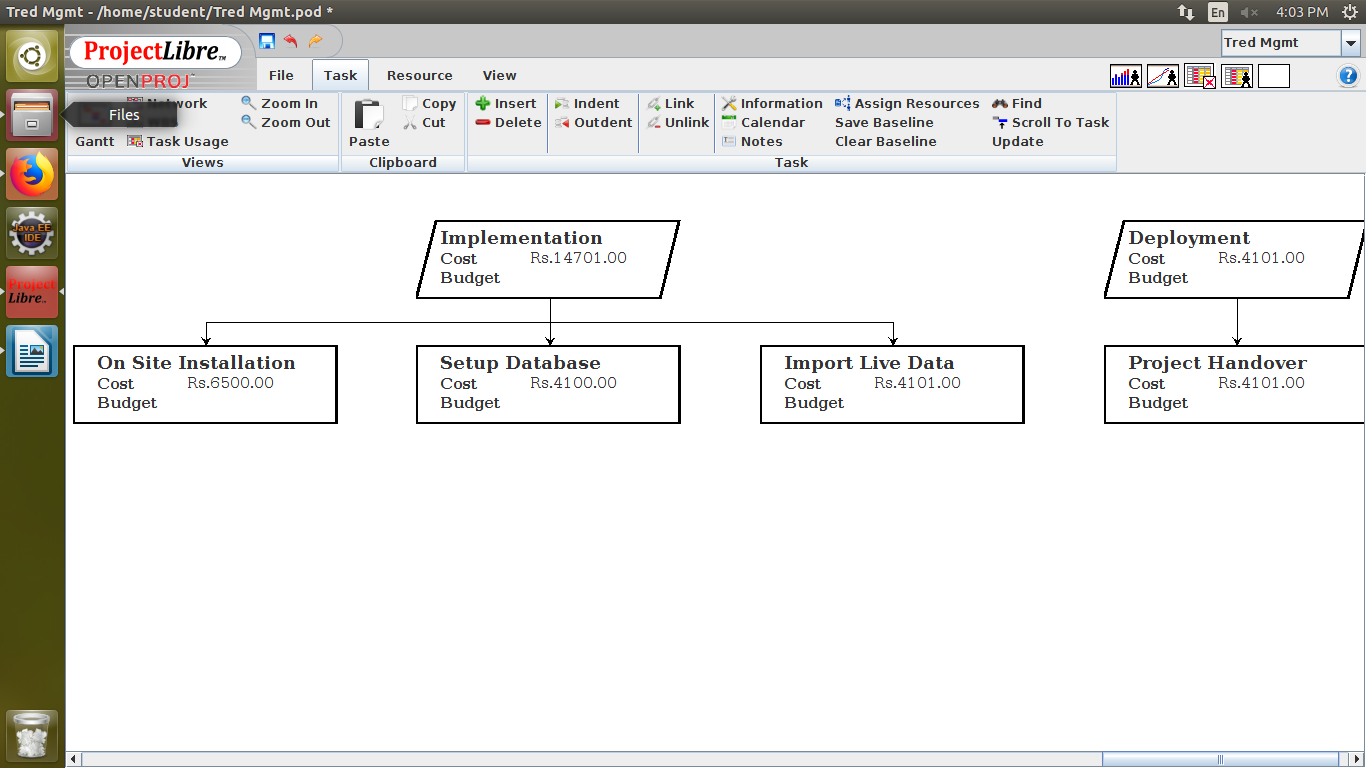 Tred Mgmt - /home/student/Tred Mgmt.pod *
En
4:03 PM
ProjectLibre TM
OPENPROJ
Tred Mgmt
File
Task
Resource
View
Network
Zoom In
Copy
Insert
Indent
Link
Information
Assign Resources
Find
Files
Zoom Out
Cut
Delete
Outdent
Unlink
Calendar
Save Baseline
Scroll To Task
Gantt
Task Usage
Paste
Notes
Clear Baseline
Update
Views
Clipboard
Task
Java EE
IDE
Project
Libre
Implementation
Cost Rs.14701.00
Budget
Deployment
Cost Rs.4101.00
Budget
On Site Installation
Cost Rs.6500.00
Budget
Setup Database
Cost Rs.4100.00
Budget
Import Live Data
Cost Rs.4101.00
Budget
Project Handover
Cost Rs.4101.00
Budget